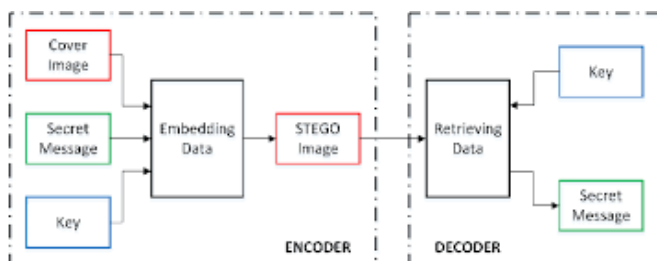 Cover
Image
Secret
Message
Key
Embedding
Data
STEGO
Image
ENCODER
Retrieving
Data
Key
Secret
Message
DECODER